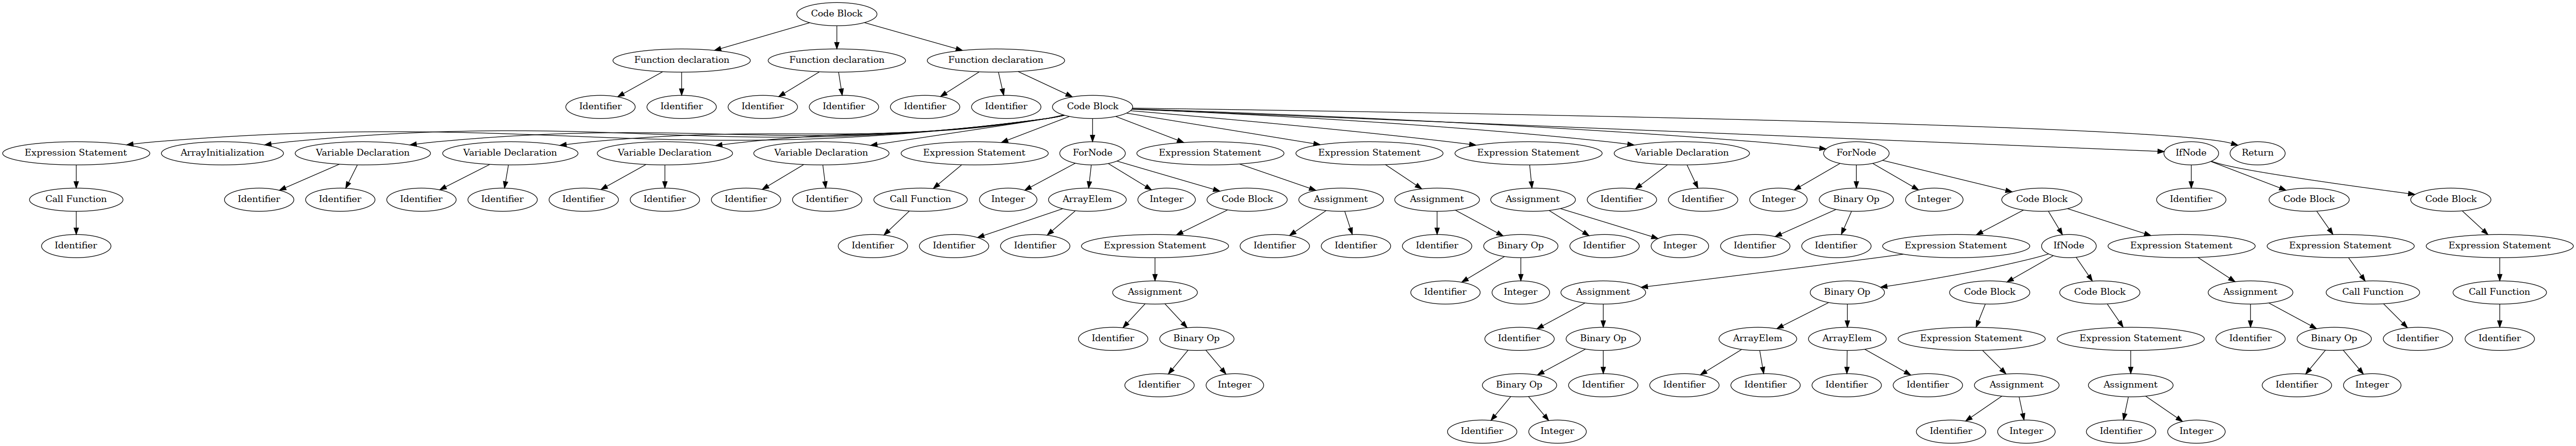 Code Block
Function declaration Function declaration Function declaration
Identifier Identifier Identifier Identifier Identifier Identifier Code Block
Expression Statement ArrayInitialization Variable Declaration Variable Declaration Variable Declaration Variable Declaration Expression Statement ForNode Expression Statement Expression Statement Expression Statement Variable Declaration ForNode IfNode Return
Call Function Identifier Identifier Identifier Identifier Identifier Identifier Identifier Identifier Call Function Integer ArrayElem Integer Code Block Assignment Assignment Assignment Identifier Identifier Integer Binary Op Integer Code Block Identifier Code Block Code Block
Identifier Identifier Identifier Identifier Expression Statement Identifier Identifier Identifier Binary Op Identifier Integer Identifier Identifier Expression Statement IfNode Expression Statement Expression Statement Expression Statement
Assignment Identifier Integer Assignment Binary Op Code Block Code Block Assignment Call Function Call Function
Identifier Binary Op Identifier Binary Op ArrayElem ArrayElem Expression Statement Expression Statement Identifier Binary Op Identifier Identifier
Identifier Integer Binary Op Identifier Identifier Identifier Identifier Identifier Assignment Assignment Identifier Integer
Identifier Integer Identifier Integer Identifier Integer